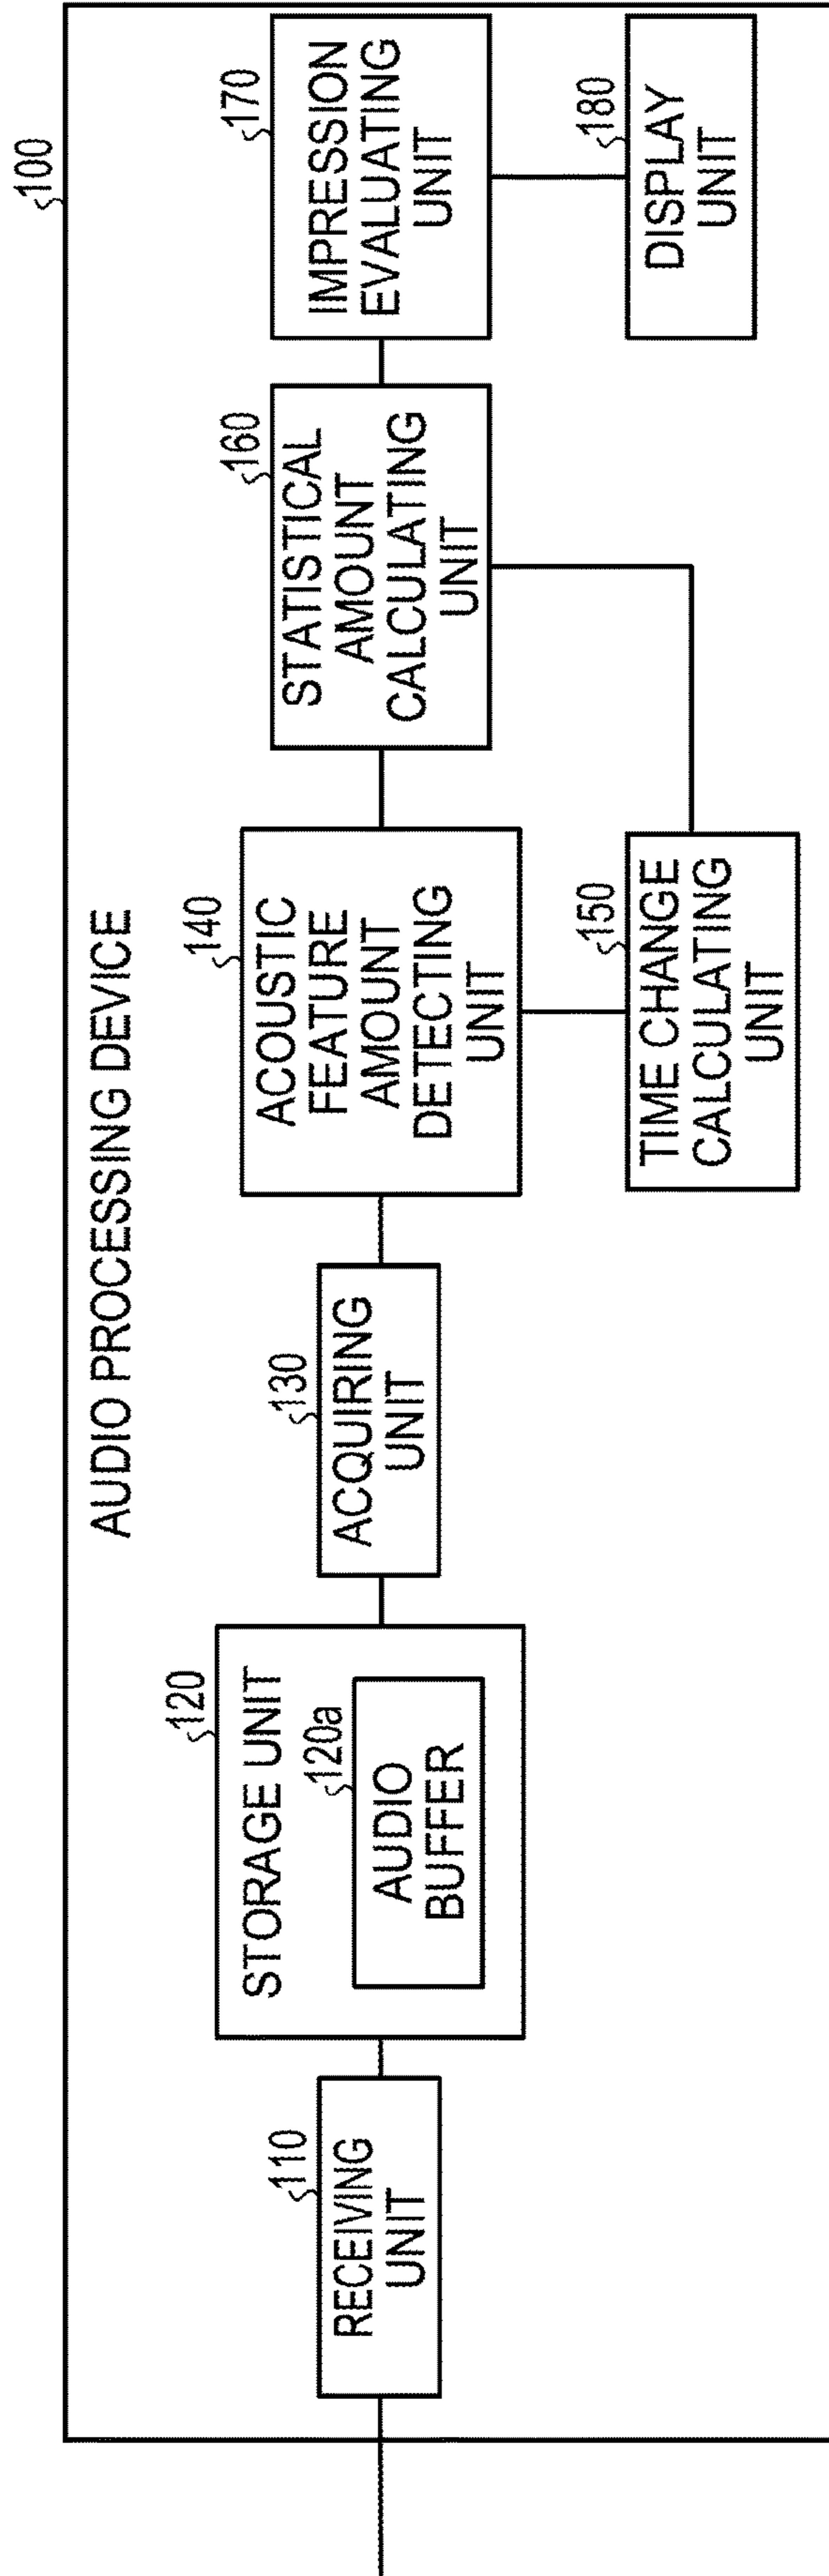 100
AUDIO PROCESSING DEVICE
110
RECEIVING
UNIT
120
STORAGE UNIT
120a
AUDIO
BUFFER
130
ACQUIRING
UNIT
140
ACOUSTIC
FEATURE
AMOUNT
DETECTING
UNIT
150
TIME CHANGE
CALCULATING
UNIT
160
STATISTICAL
AMOUNT
CALCULATING
UNIT
170
IMPRESSION
EVALUATING
UNIT
180
DISPLAY
UNIT